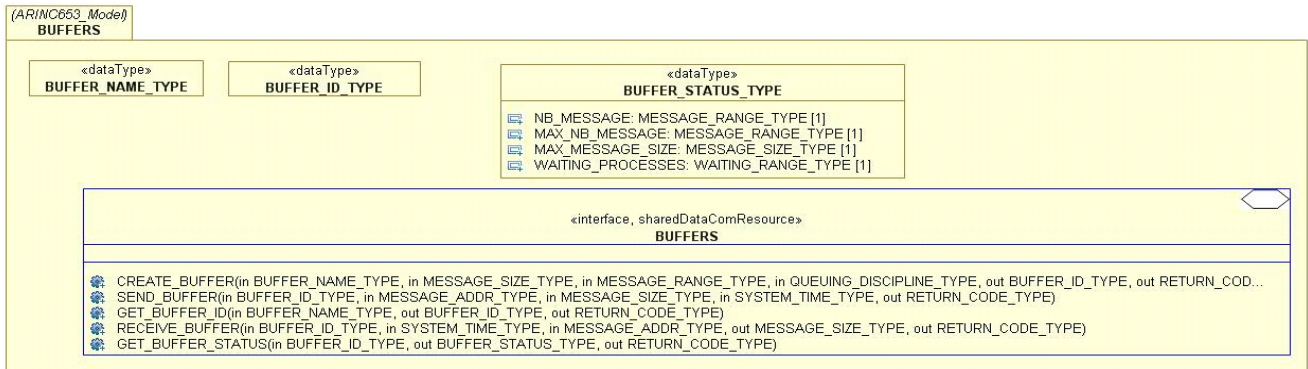 (ARINC653_Model)
BUFFERS
«dataType»
BUFFER_NAME_TYPE
«dataType»
BUFFER_ID_TYPE
«dataType»
BUFFER_STATUS_TYPE
NB_MESSAGE: MESSAGE_RANGE_TYPE [1]
MAX_NB_MESSAGE: MESSAGE_RANGE_TYPE [1]
MAX_MESSAGE_SIZE: MESSAGE_SIZE_TYPE [1]
WAITING_PROCESSES: WAITING_RANGE_TYPE [1]
«interface, sharedDataComResource»
BUFFERS
CREATE_BUFFER(in BUFFER_NAME_TYPE, in MESSAGE_SIZE_TYPE, in MESSAGE_RANGE_TYPE, in QUEUING_DISCIPLINE_TYPE, out BUFFER_ID_TYPE, out RETURN_COD...
SEND_BUFFER(in BUFFER_ID_TYPE, in MESSAGE_ADDR_TYPE, in MESSAGE_SIZE_TYPE, in SYSTEM_TIME_TYPE, out RETURN_CODE_TYPE)
GET_BUFFER_ID(in BUFFER_NAME_TYPE, out BUFFER_ID_TYPE, out RETURN_CODE_TYPE)
RECEIVE_BUFFER(in BUFFER_ID_TYPE, in SYSTEM_TIME_TYPE, in MESSAGE_ADDR_TYPE, out MESSAGE_SIZE_TYPE, out RETURN_CODE_TYPE)
GET_BUFFER_STATUS(in BUFFER_ID_TYPE, out BUFFER_STATUS_TYPE, out RETURN_CODE_TYPE)